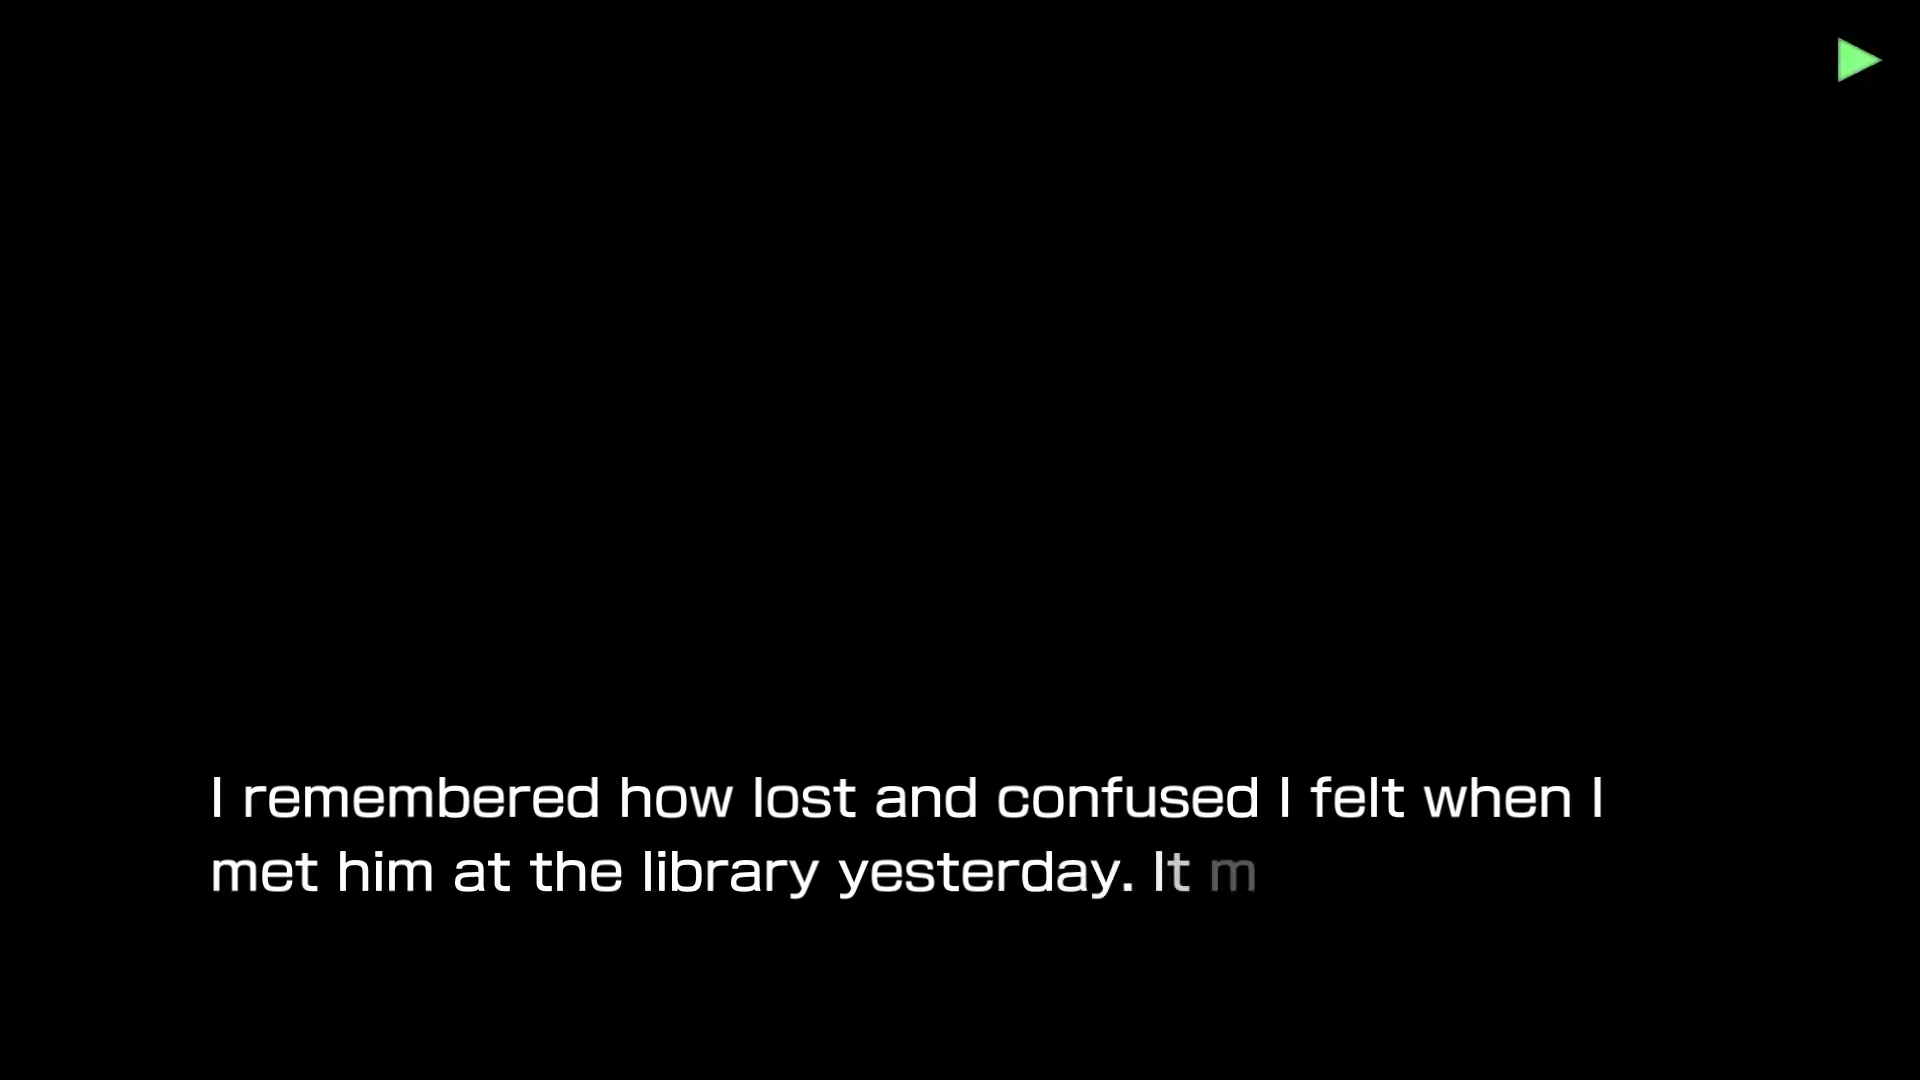 I remembered how lost and confused I felt when I
met him at the library yesterday. It m